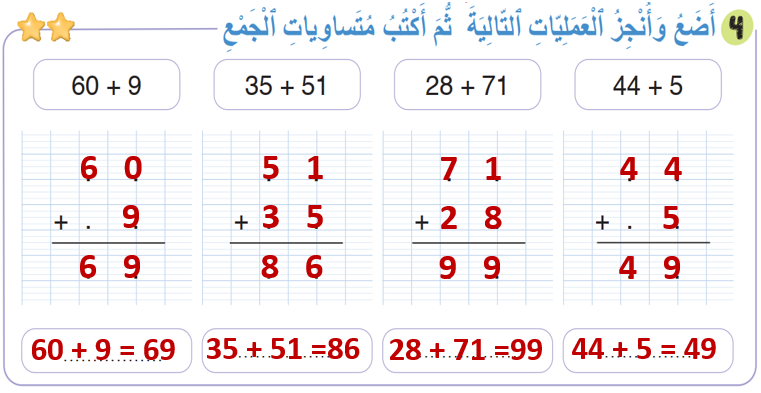 4 أَضَعُ وَأُنْجِزُ ٱلْعَمَلِيّاتِ ٱلتّالِيَةَ ثُمَّ أَكْتُبُ مُتَساوِياتِ ٱلْجَمْعِ
60 + 9 35 + 51 28 + 71 44 + 5
6 0 5 1 7 1 4 4
+ . 9 + 3 5 + 2 8 + . 5
6 9 8 6 9 9 4 9
60 + 9 = 69 35 + 51 =86 28 + 71 =99 44 + 5 = 49